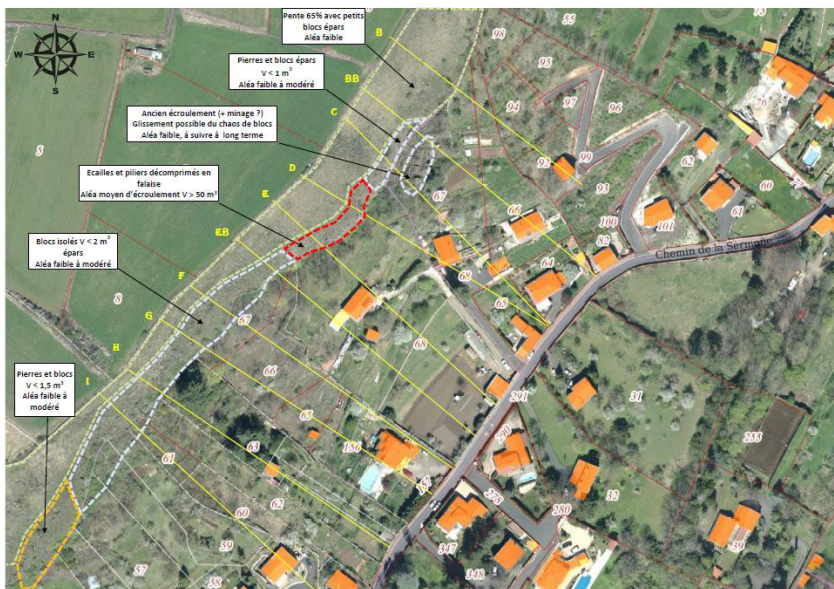 N
W
E
S
Pente 65% avec petits
blocs épars
Aléa faible
Pierres et blocs épars
V < 1 m³
Aléa faible à modéré
Ancien écroulement (+ minage ?)
Glissement possible du chaos de blocs
Aléa faible, à suivre à long terme
Ecailles et piliers décomprimés en
falaise
Aléa moyen d'écroulement V > 50 m³
Blocs isolés V < 2 m³
épars
Aléa faible à modéré
Pierres et blocs
V < 1,5 m³
Aléa faible à
modéré
B
BB
C
D
E
EB
F
G
H
I
5
8
98
55
95
94
97
96
76
92
99
62
93
60
67
61
100
101
66
82
Chemin de la Sermone
64
68
65
67
68
66
291
31
65
290
255
63
156
157
61
62
278
32
280
60
59
347
39
57
58
348